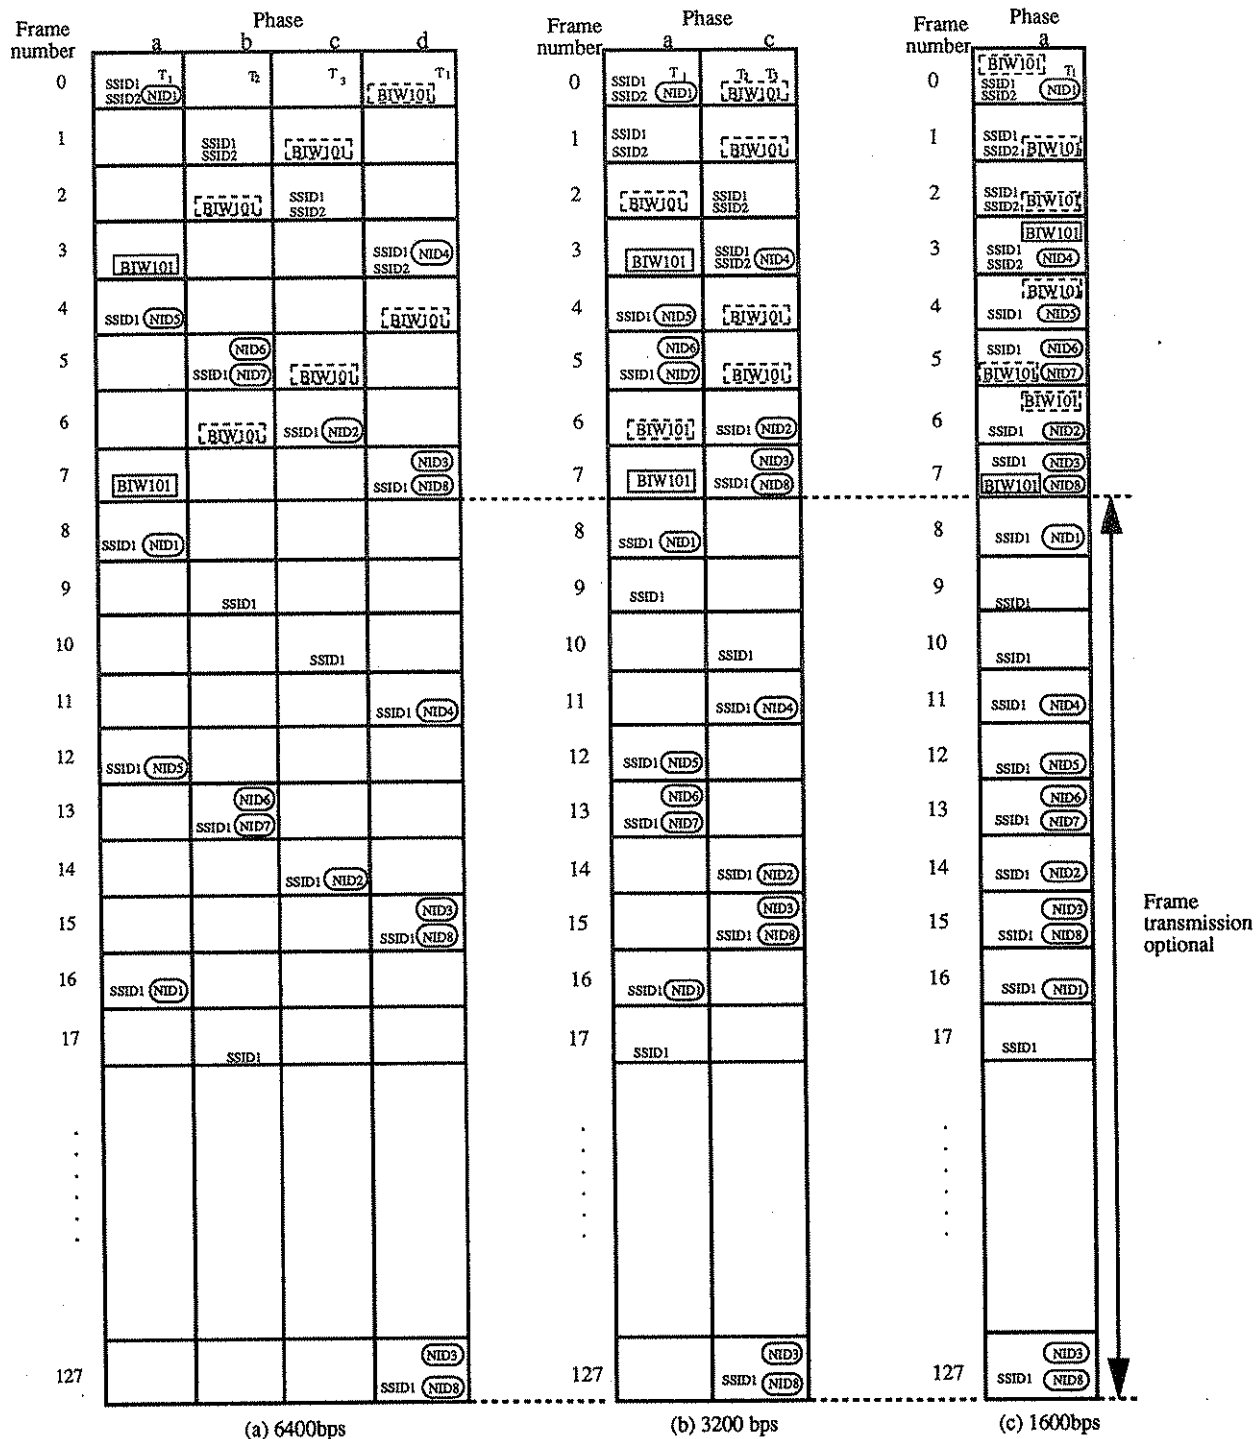 Phase Phase Phase
Frame number Frame number Frame number
a b c d a c a
0 SSID1 SSID2 T1 NID1 T2 T3 T1 BIW101 0 SSID1 SSID2 T1 NID1 T2 T3 BIW101 0 BIW101 SSID1 SSID2 T1 NID1
1 SSID1 SSID2 BIW101 1 SSID1 SSID2 BIW101 1 SSID1 SSID2 BIW101
2 BIW101 SSID1 SSID2 2 BIW101 SSID1 SSID2 2 SSID1 SSID2 BIW101
3 BIW101 SSID1 NID4 SSID2 3 BIW101 SSID1 SSID2 NID4 3 BIW101 SSID1 SSID2 NID4
4 SSID1 NID5 BIW101 4 SSID1 NID5 BIW101 4 BIW101 SSID1 NID5
5 NID6 SSID1 NID7 BIW101 5 NID6 SSID1 NID7 BIW101 5 SSID1 NID6 BIW101 NID7
6 BIW101 SSID1 NID2 6 BIW101 SSID1 NID2 6 BIW101 SSID1 NID2
7 BIW101 NID3 SSID1 NID8 7 BIW101 NID3 SSID1 NID8 7 SSID1 NID3 BIW101 NID8
8 SSID1 NID1 8 SSID1 NID1 8 SSID1 NID1
9 SSID1 9 SSID1 9 SSID1
10 SSID1 10 SSID1 10 SSID1
11 SSID1 NID4 11 SSID1 NID4 11 SSID1 NID4
12 SSID1 NID5 12 SSID1 NID5 12 SSID1 NID5
13 NID6 SSID1 NID7 13 NID6 SSID1 NID7 13 NID6 SSID1 NID7
14 SSID1 NID2 14 SSID1 NID2 14 SSID1 NID2
15 NID3 SSID1 NID8 15 NID3 SSID1 NID8 15 NID3 SSID1 NID8
Frame
transmission
optional
16 SSID1 NID1 16 SSID1 NID1 16 SSID1 NID1
17 SSID1 17 SSID1 17 SSID1
127 NID3 SSID1 NID8 127 NID3 SSID1 NID8 127 NID3 SSID1 NID8
(a) 6400bps (b) 3200 bps (c) 1600bps